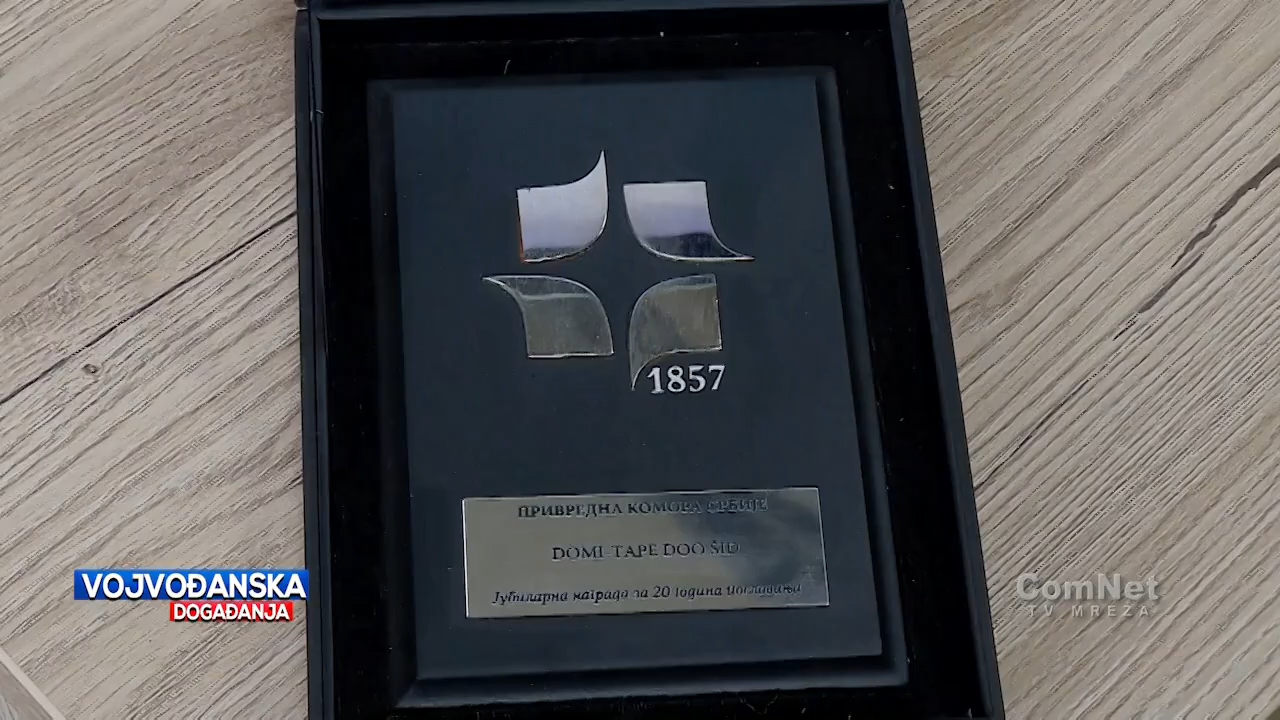 1857
ПРИВРЕДНА КОМОРА СРБИЈЕ
DOMI TAPE DOO ŠID
Јубиларна награда за 20 година пословања
VOJVOĐANSKA
DOGAĐANJA
ComNet
TV MREŽA